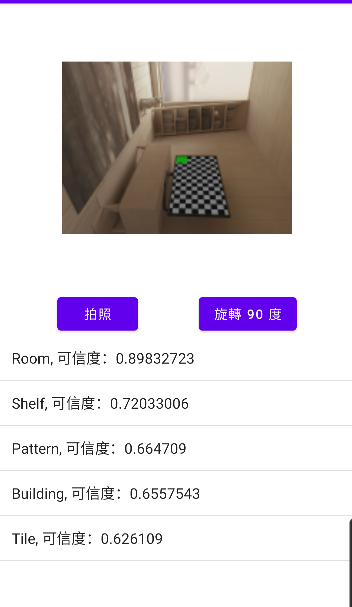 拍照
旋轉 90 度
Room, 可信度：0.89832723
Shelf, 可信度：0.72033006
Pattern, 可信度：0.664709
Building, 可信度：0.6557543
Tile, 可信度：0.626109